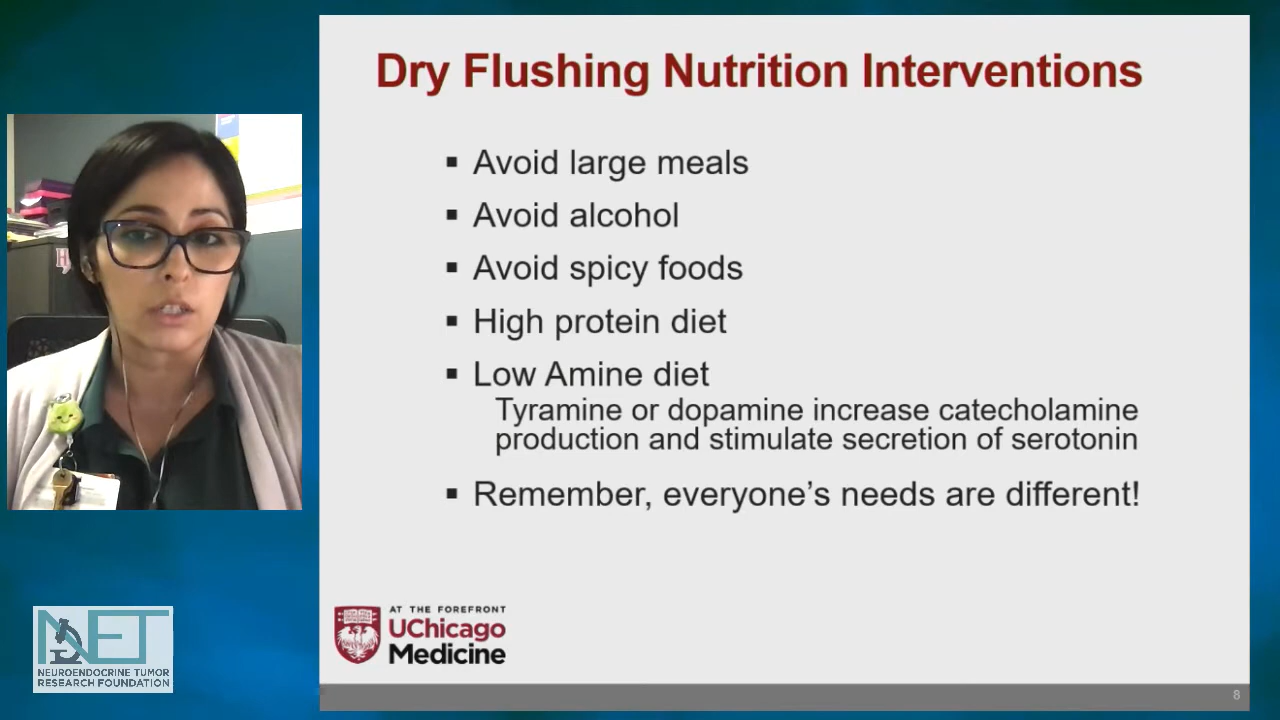 Dry Flushing Nutrition Interventions
▪ Avoid large meals
▪ Avoid alcohol
▪ Avoid spicy foods
▪ High protein diet
▪ Low Amine diet
Tyramine or dopamine increase catecholamine
production and stimulate secretion of serotonin
▪ Remember, everyone’s needs are different!
AT THE FOREFRONT
UChicago
Medicine
NET
NEUROENDOCRINE TUMOR
RESEARCH FOUNDATION
8